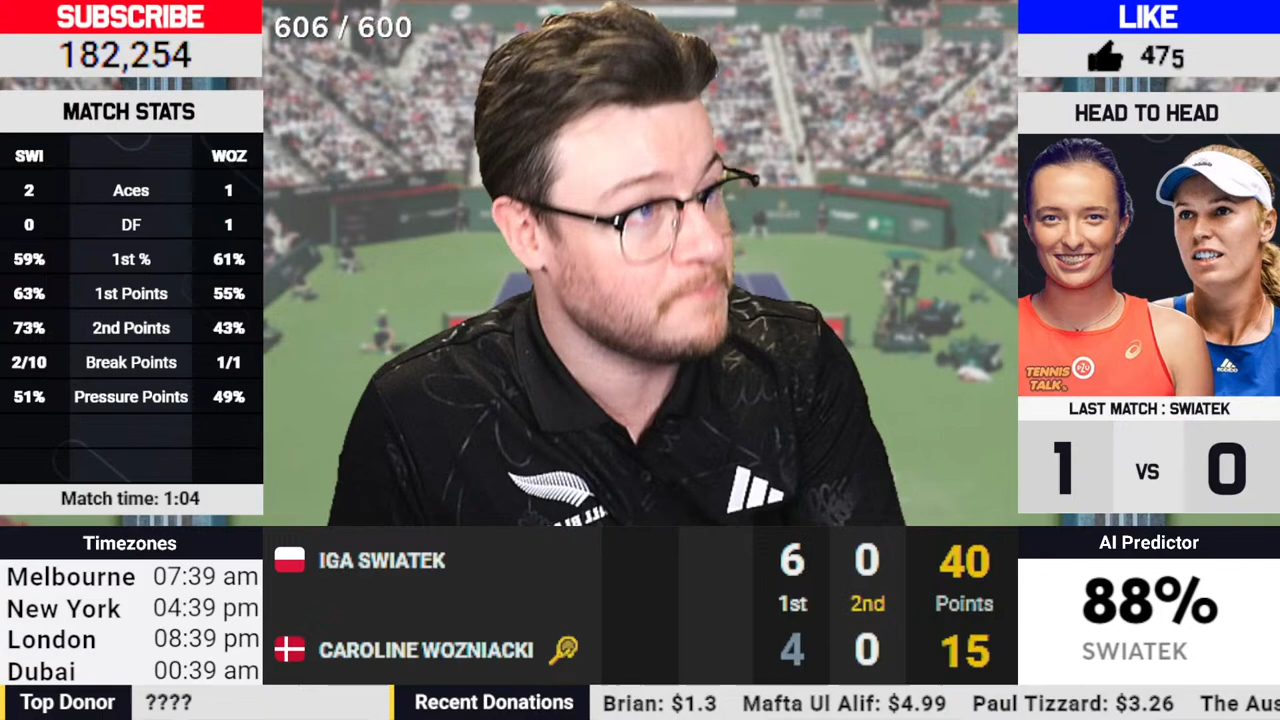 SUBSCRIBE
182,254
606 / 600
LIKE
475
MATCH STATS
SWI WOZ
2 Aces 1
0 DF 1
59% 1st % 61%
63% 1st Points 55%
73% 2nd Points 43%
2/10 Break Points 1/1
51% Pressure Points 49%
Match time: 1:04
HEAD TO HEAD
TENNIS
TALK.
PZU
adidas
LAST MATCH : SWIATEK
1 VS 0
Timezones
Melbourne 07:39 am
New York 04:39 pm
London 08:39 pm
Dubai 00:39 am
IGA SWIATEK 6 0 40
1st 2nd Points
CAROLINE WOZNIACKI 4 0 15
AI Predictor
88%
SWIATEK
Top Donor ???? Recent Donations Brian: $1.3 Mafta Ul Alif: $4.99 Paul Tizzard: $3.26 The Aus